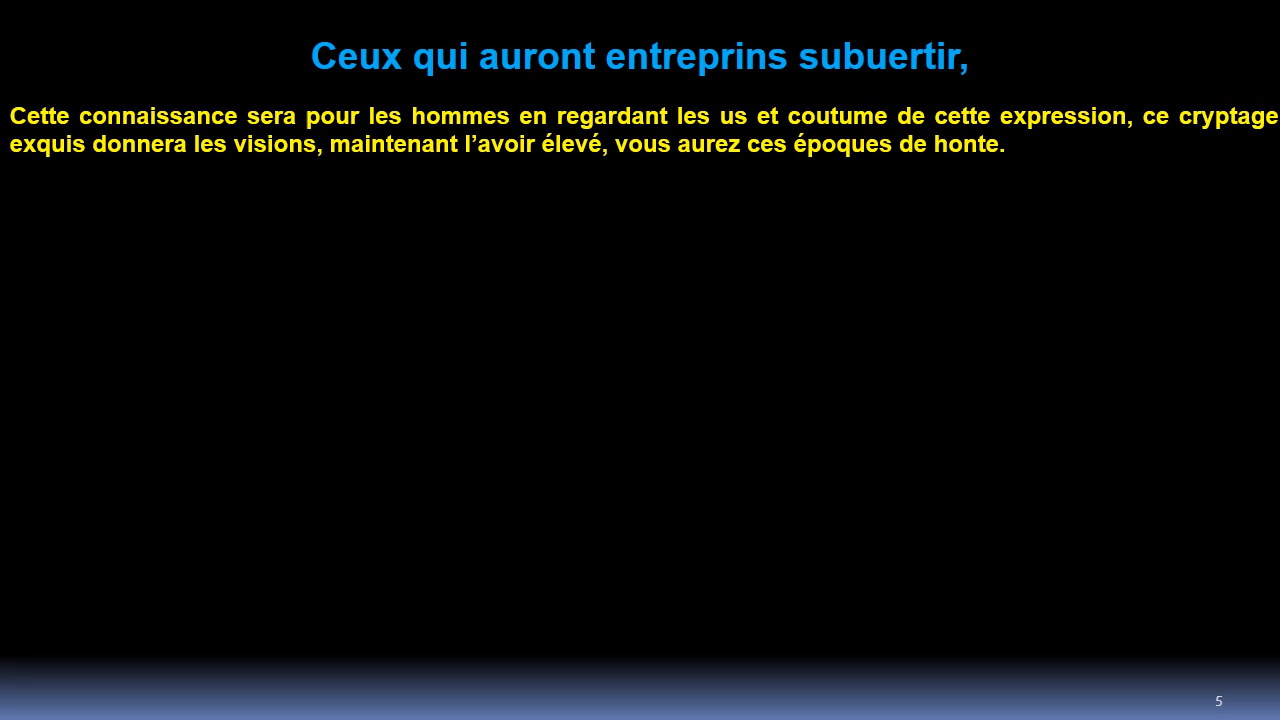 Ceux qui auront entreprins subuertir,
Cette connaissance sera pour les hommes en regardant les us et coutume de cette expression, ce cryptage
exquis donnera les visions, maintenant l’avoir élevé, vous aurez ces époques de honte.
5